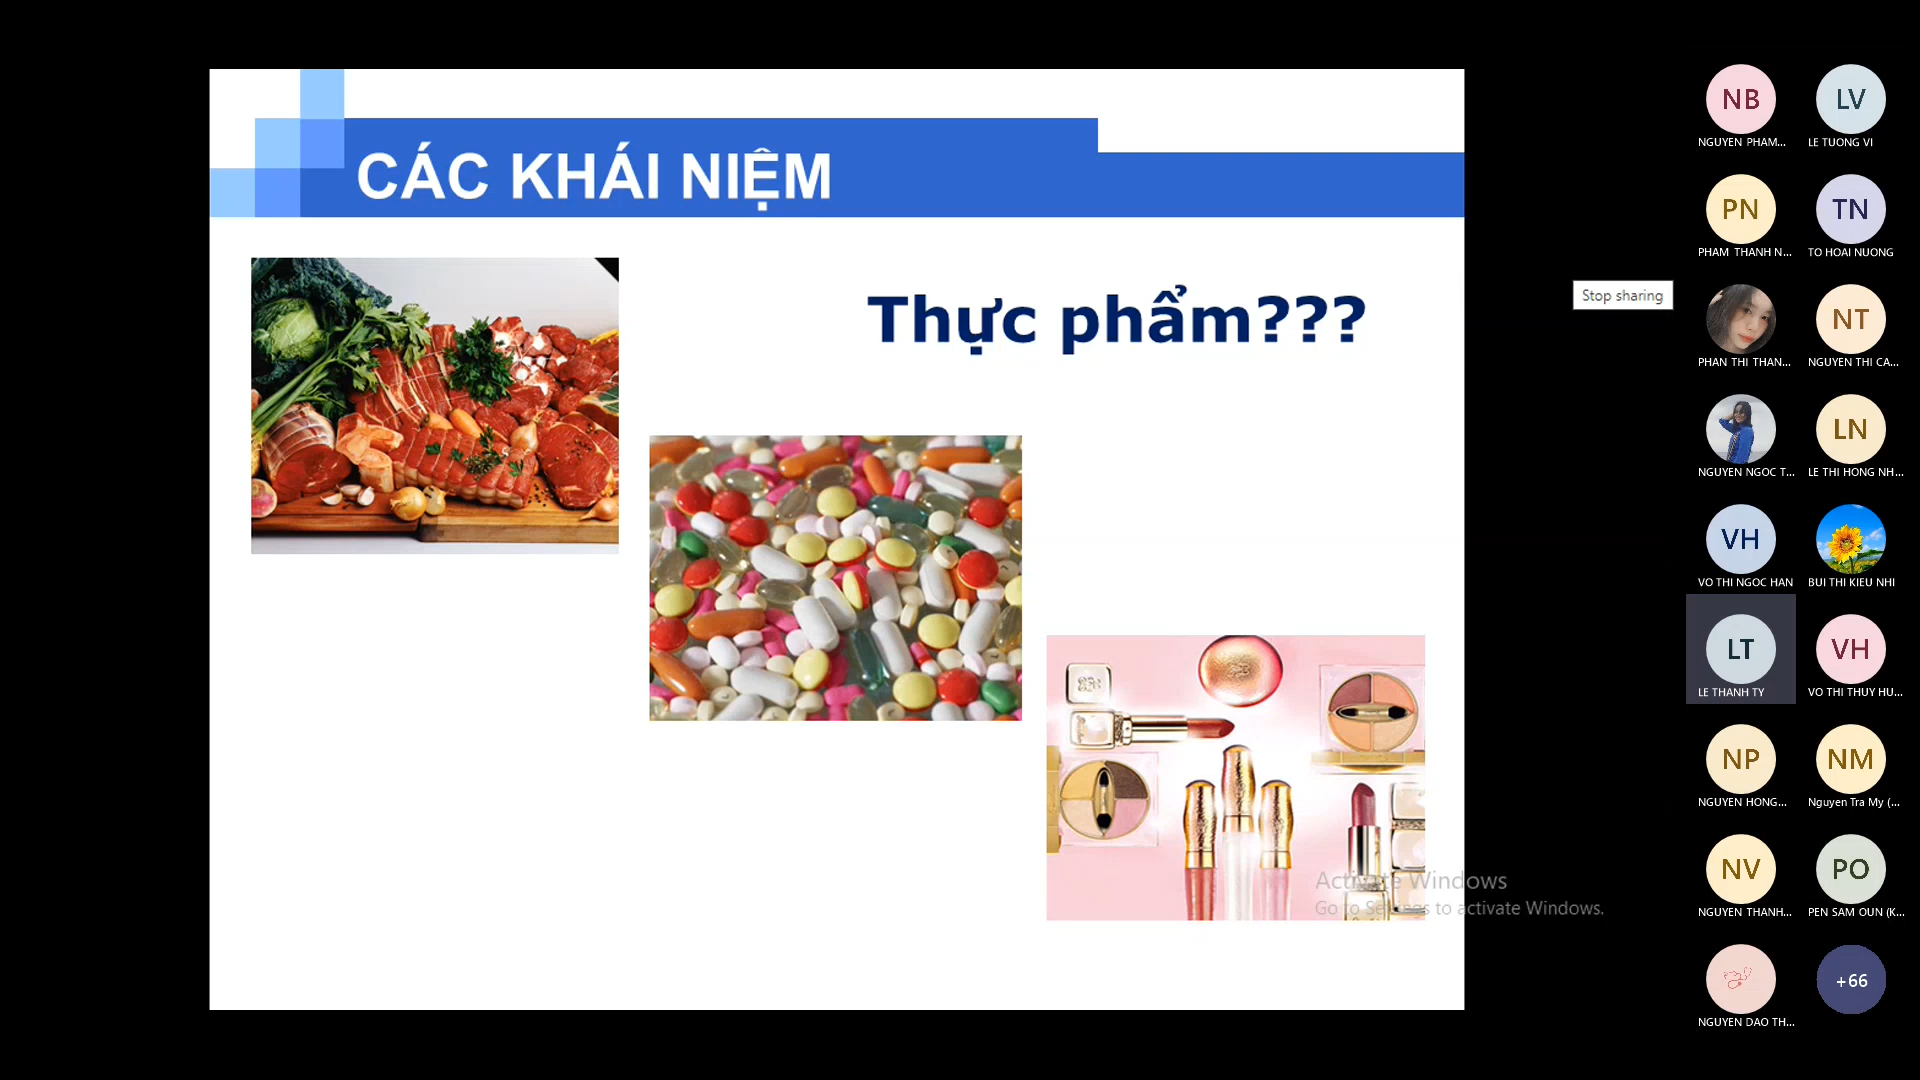 CÁC KHÁI NIỆM
Thực phẩm???
Stop sharing
Activate Windows
Go to Settings to activate Windows.
NB
LV
NGUYEN PHAM...
LE TUONG VI
PN
TN
PHAM THANH N...
TO HOAI NUONG
NT
PHAN THI THAN...
NGUYEN THI CA...
LN
NGUYEN NGOC T...
LE THI HONG NH...
VH
VO THI NGOC HAN
BUI THI KIEU NHI
LT
VH
LE THANH TY
VO THI THUY HU...
NP
NM
NGUYEN HONG...
Nguyen Tra My (...
NV
PO
NGUYEN THANH...
PEN SAM OUN (K...
+66
NGUYEN DAO TH...